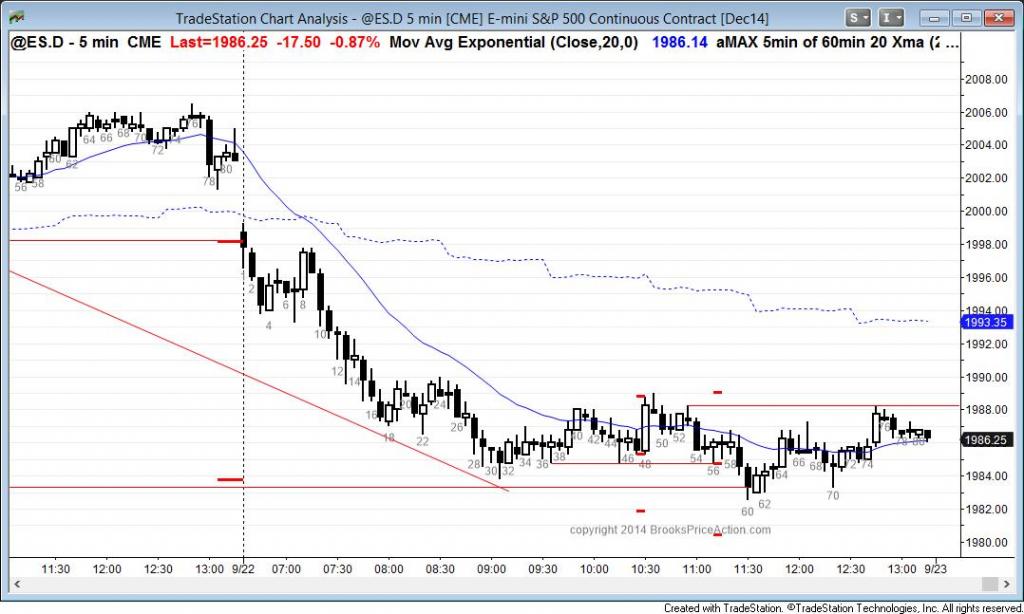 TradeStation Chart Analysis - @ES.D 5 min [CME] E-mini S&P 500 Continuous Contract [Dec14]
S
I
@ES.D - 5 min CME Last=1986.25 -17.50 -0.87% Mov Avg Exponential (Close,20,0) 1986.14 aMAX 5min of 60min 20 Xma (2 ...
2008.00
2006.00
2004.00
2002.00
2000.00
1998.00
1996.00
1994.00
1993.35
1992.00
1990.00
1988.00
1986.25
1984.00
1982.00
1980.00
56 58 60 62 64 66 68 70 72 74 76 78 80
2 4 6 8 10 12 14 16 18 20 22 24 26 28 30 32 34 36 38 40 42 44 46 48 50 52 54 56 58 60 62 64 66 68 70 72 74 76 78 80
copyright 2014 BrooksPriceAction.com
11:30 12:00 12:30 13:00 9/22 07:00 07:30 08:00 08:30 09:00 09:30 10:00 10:30 11:00 11:30 12:00 12:30 13:00 9/23
Created with TradeStation. ©TradeStation Technologies, Inc. All rights reserved.